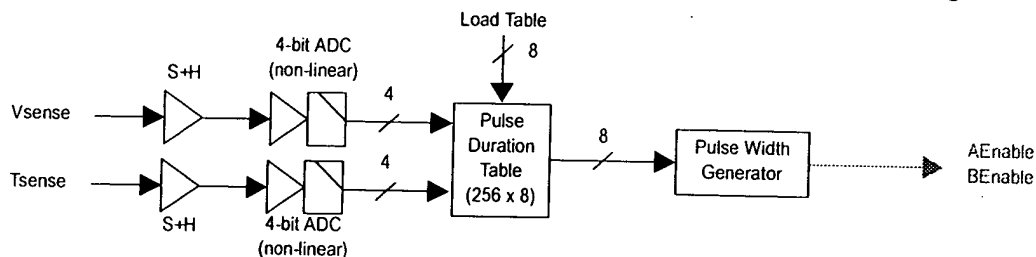 Load Table
8
4-bit ADC
(non-linear)
S+H
Vsense
4
Pulse
Duration
Table
(256 x 8)
8
Pulse Width
Generator
AEnable
BEnable
Tsense
4
S+H
4-bit ADC
(non-linear)